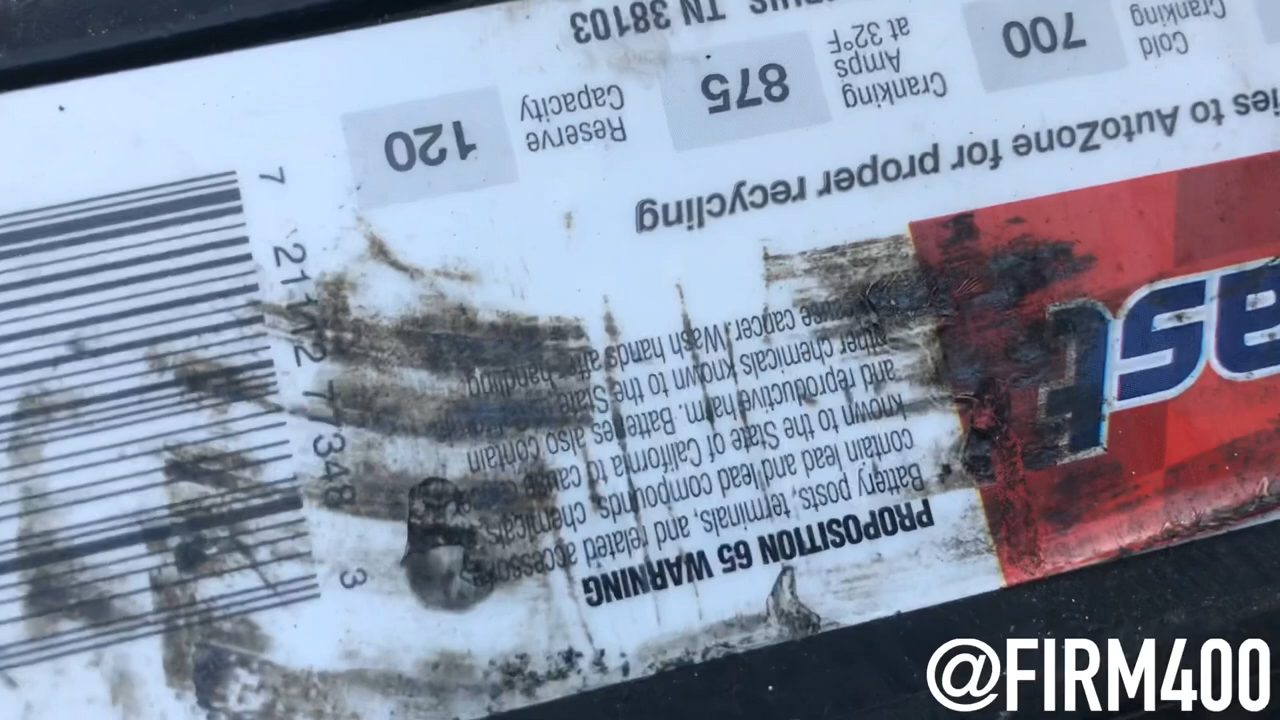 PROPOSITION 65 WARNING
Battery posts, terminals, and related
contain lead and lead compounds, chemicals
known to the State of California to cause
and reproductive harm. Batteries also contain
other chemicals known to the State
cancer. Wash hands after handling.
ies to AutoZone for proper recycling
Cold
Cranking
700
Cranking
Amps
at 32°F
875
Reserve
Capacity
120
TN 38103
7 21112 77348 3
@FIRM400